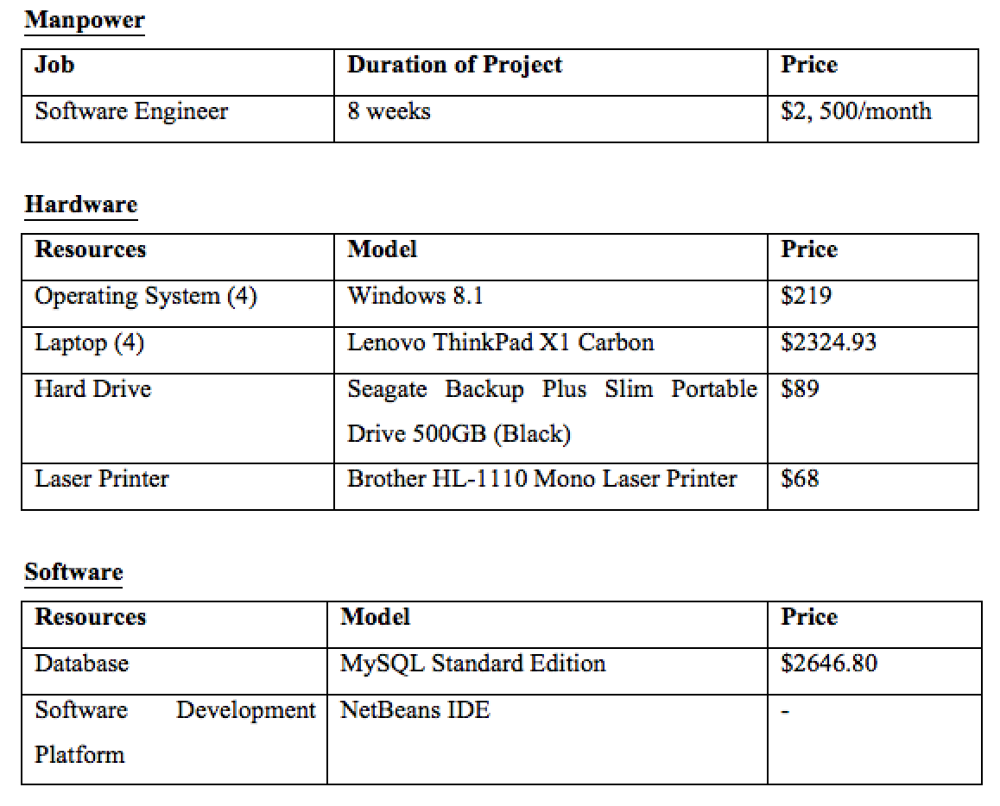 Manpower
Job Duration of Project Price
Software Engineer 8 weeks $2, 500/month
Hardware
Resources Model Price
Operating System (4) Windows 8.1 $219
Laptop (4) Lenovo ThinkPad X1 Carbon $2324.93
Hard Drive Seagate Backup Plus Slim Portable $89
Drive 500GB (Black)
Laser Printer Brother HL-1110 Mono Laser Printer $68
Software
Resources Model Price
Database MySQL Standard Edition $2646.80
Software Development NetBeans IDE -
Platform